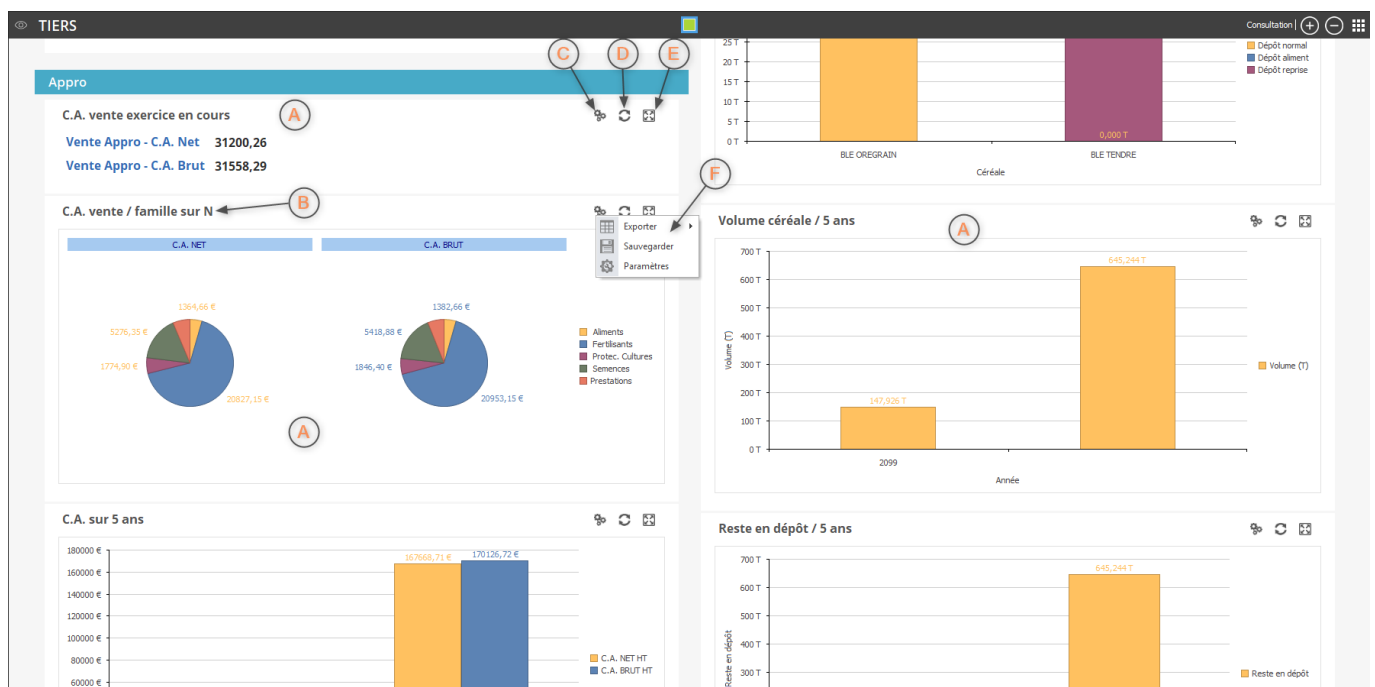 TIERS
Consultation |
C
D
E
Appro
C.A. vente exercice en cours
A
Vente Appro - C.A. Net 31200,26
Vente Appro - C.A. Brut 31558,29
C.A. vente / famille sur N
B
F
Exporter
Sauvegarder
Paramètres
C.A. NET
C.A. BRUT
1364,66 €
5276,35 €
1774,90 €
20827,15 €
1382,66 €
5418,88 €
1846,40 €
20953,15 €
Aliments
Fertilisants
Protec. Cultures
Semences
Prestations
A
C.A. sur 5 ans
180000 €
160000 €
140000 €
120000 €
100000 €
80000 €
60000 €
167668,71 €
170126,72 €
C.A. NET HT
C.A. BRUT HT
25 T
20 T
15 T
10 T
5 T
0 T
0,000 T
BLE OREGRAIN
BLE TENDRE
Céréale
Dépôt normal
Dépôt aliment
Dépôt reprise
Volume céréale / 5 ans
A
700 T
600 T
500 T
400 T
300 T
200 T
100 T
0 T
Volume (T)
147,926 T
645,244 T
2099
Année
Volume (T)
Reste en dépôt / 5 ans
700 T
600 T
500 T
400 T
300 T
Reste en dépôt
645,244 T
Reste en dépôt